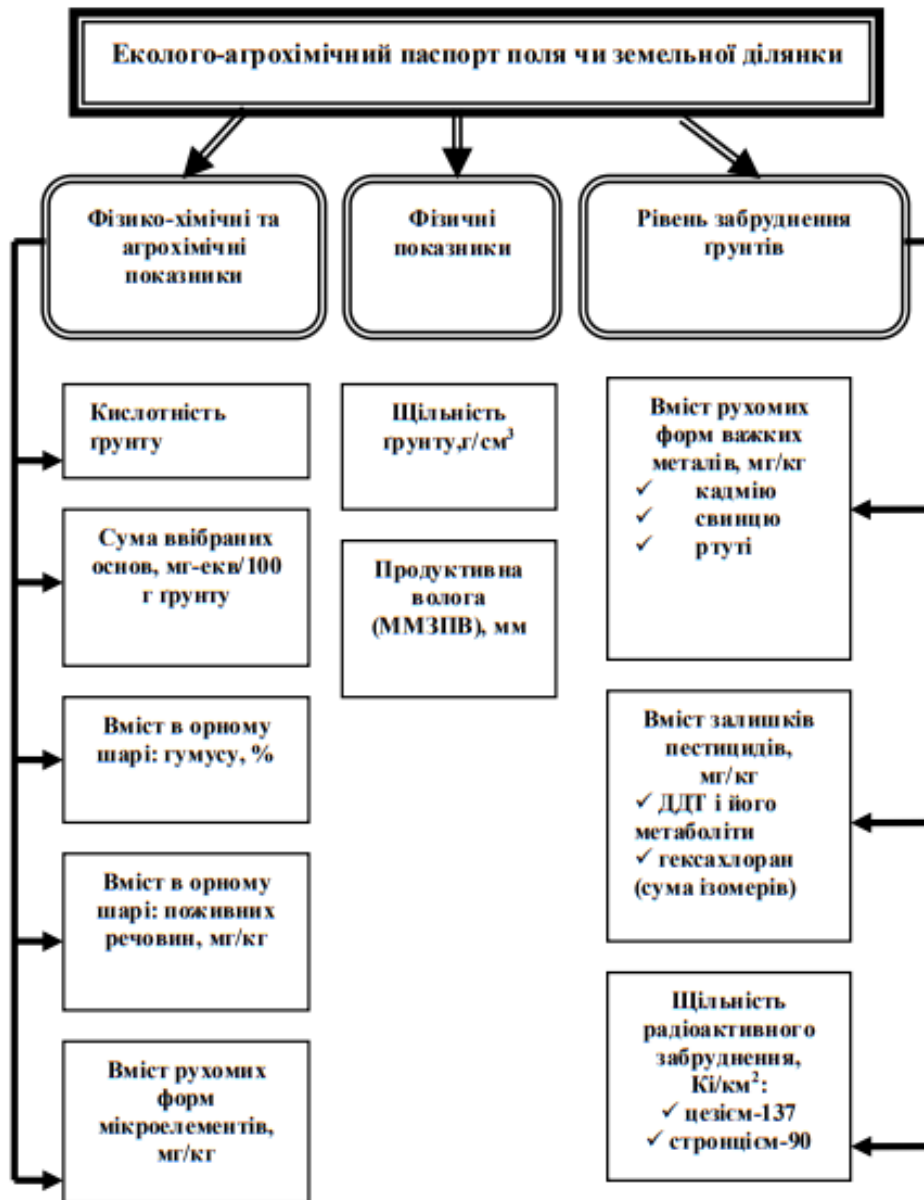 Еколого-агрохімічний паспорт поля чи земельної ділянки
Фізико-хімічні та
агрохімічні
показники
Фізичні
показники
Рівень забруднення
ґрунтів
Кислотність
ґрунту
Сума ввібраних
основ, мг-екв/100
г ґрунту
Вміст в орному
шарі: гумусу, %
Вміст в орному
шарі: поживних
речовин, мг/кг
Вміст рухомих
форм
мікроелементів,
мг/кг
Щільність
ґрунту,г/см³
Продуктивна
волога
(ММЗПВ), мм
Вміст рухомих
форм важких
металів, мг/кг
✓ кадмію
✓ свинцю
✓ ртуті
Вміст залишків
пестицидів,
мг/кг
✓ ДДТ і його
метаболіти
✓ гексахлоран
(сума ізомерів)
Щільність
радіоактивного
забруднення,
Кі/км²:
✓ цезієм-137
✓ стронцієм-90